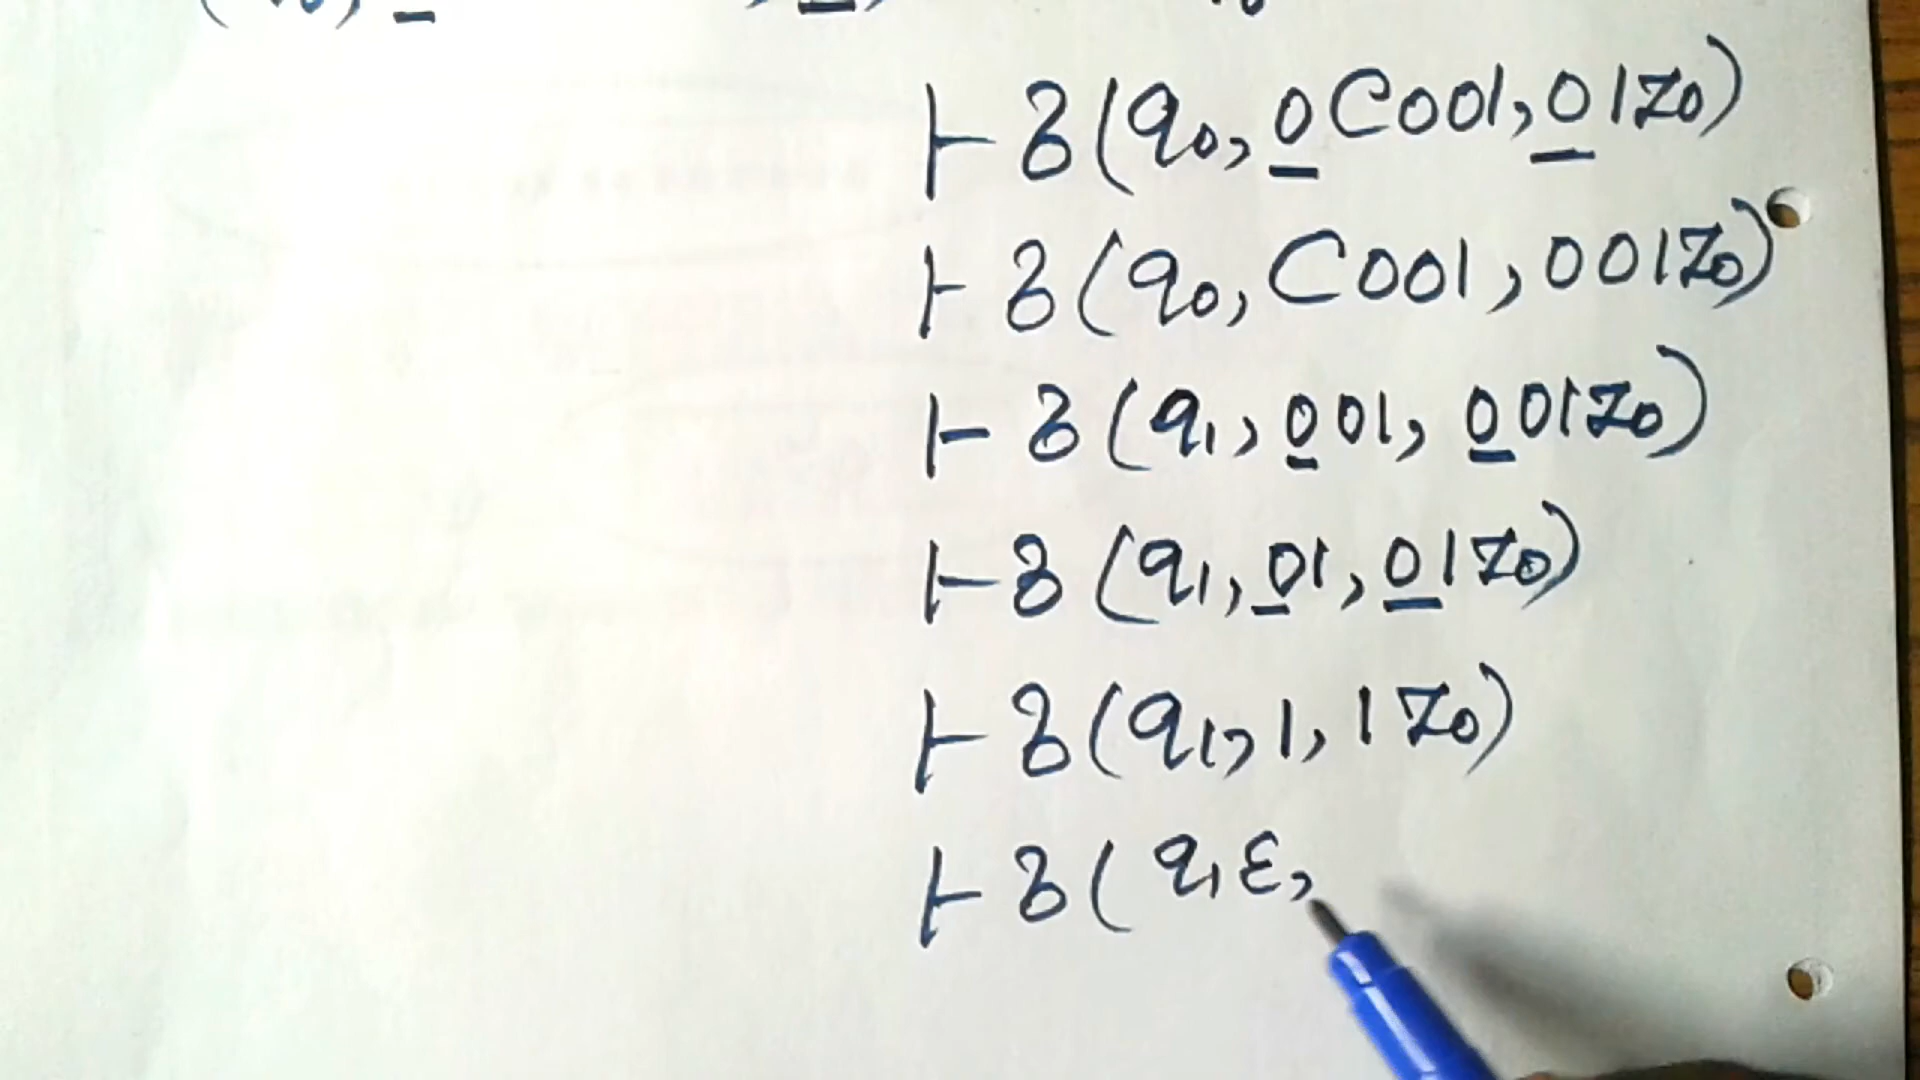 ⊢ δ(q₀, 0C001, 01Z₀)
⊢ δ(q₀, C001, 001Z₀)
⊢ δ(q₁, 001, 001Z₀)
⊢ δ(q₁, 01, 01Z₀)
⊢ δ(q₁, 1, 1Z₀)
⊢ δ(q₁ ε,